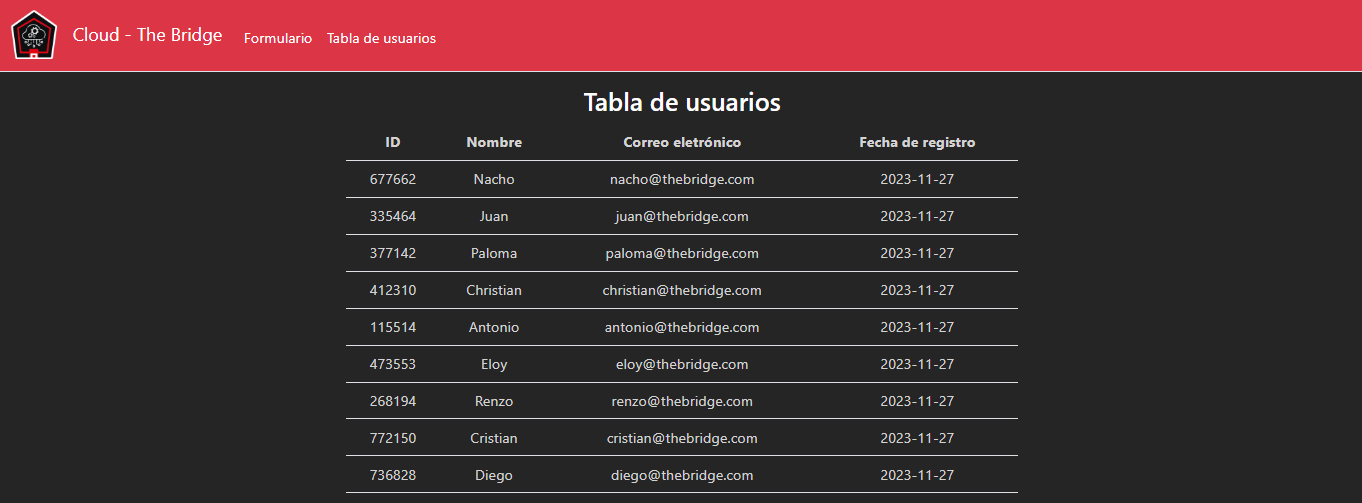 Cloud - The Bridge Formulario Tabla de usuarios
Tabla de usuarios
ID Nombre Correo eletrónico Fecha de registro
677662 Nacho nacho@thebridge.com 2023-11-27
335464 Juan juan@thebridge.com 2023-11-27
377142 Paloma paloma@thebridge.com 2023-11-27
412310 Christian christian@thebridge.com 2023-11-27
115514 Antonio antonio@thebridge.com 2023-11-27
473553 Eloy eloy@thebridge.com 2023-11-27
268194 Renzo renzo@thebridge.com 2023-11-27
772150 Cristian cristian@thebridge.com 2023-11-27
736828 Diego diego@thebridge.com 2023-11-27